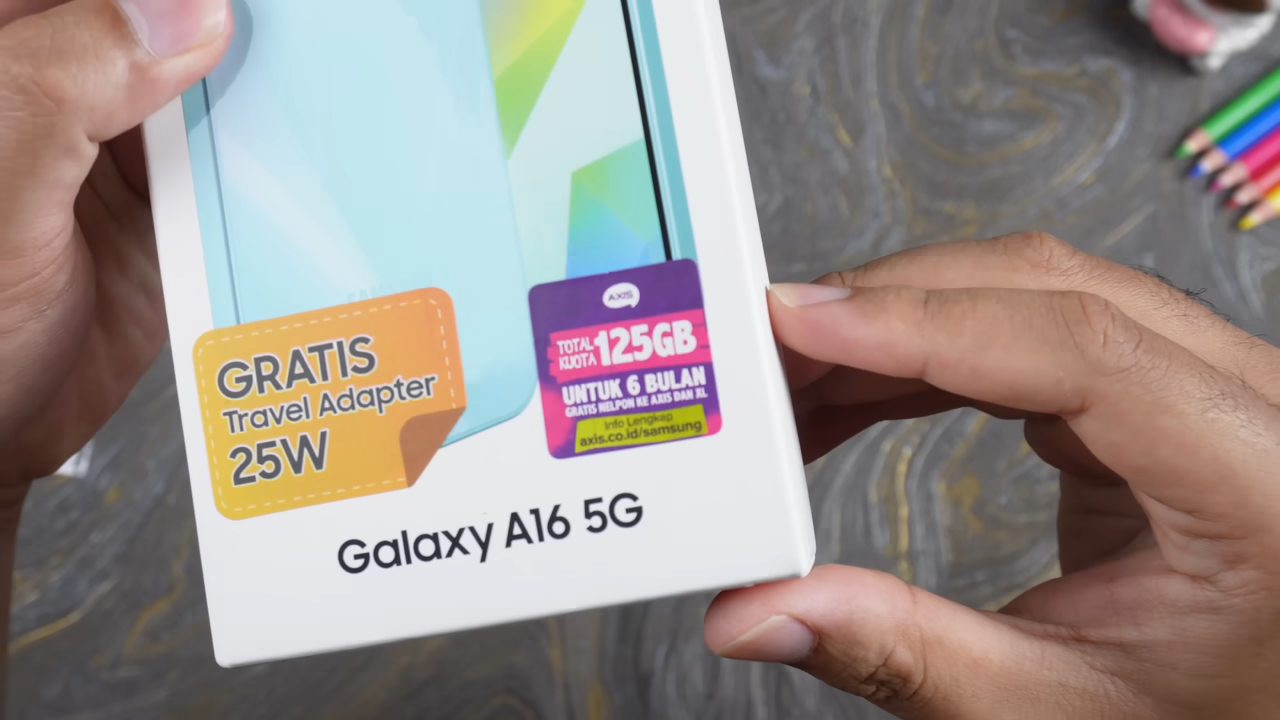 GRATIS
Travel Adapter
25W
AXIS
TOTAL KUOTA 125GB
UNTUK 6 BULAN
GRATIS NELPON KE AXIS DAN XL
Info Lengkap
axis.co.id/samsung
Galaxy A16 5G